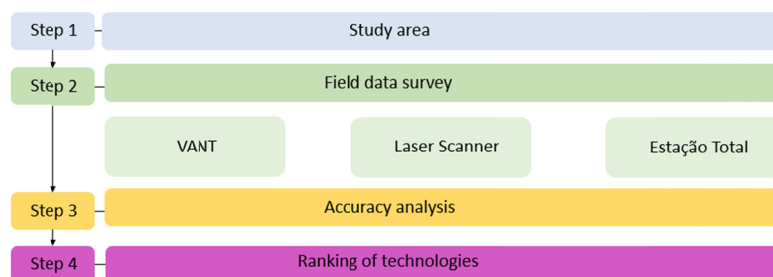 Step 1
Study area
Step 2
Field data survey
VANT
Laser Scanner
Estação Total
Step 3
Accuracy analysis
Step 4
Ranking of technologies